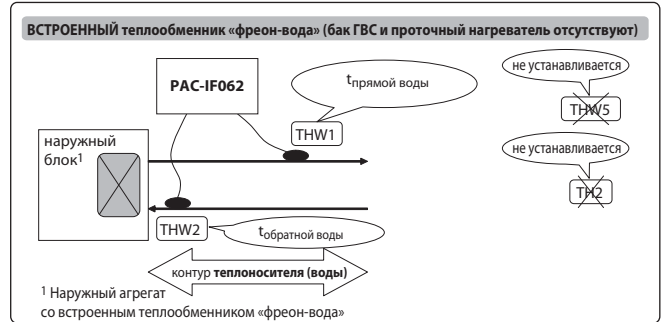 ВСТРОЕННЫЙ теплообменник «фреон-вода» (бак ГВС и проточный нагреватель отсутствуют)
PAC-IF062
tпрямой воды
не устанавливается
THW5
THW1
наружный
блок1
не устанавливается
TH2
THW2
tобратной воды
контур теплоносителя (воды)
1 Наружный агрегат
со встроенным теплообменником «фреон-вода»